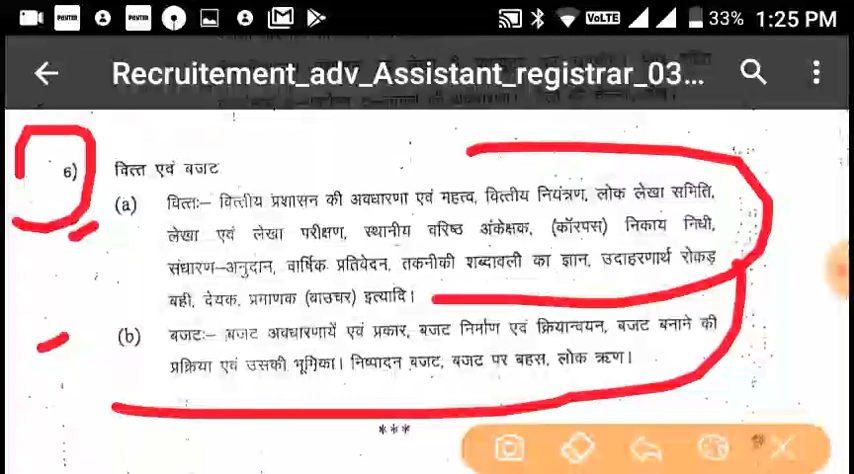 VoLTE 33% 1:25 PM
Recruitement_adv_Assistant_registrar_03...
6) वित्त एवं बजट
(a) वित्तः– वित्तीय प्रशासन की अवधारणा एवं महत्व, वित्तीय नियंत्रण, लोक लेखा समिति,
लेखा एवं लेखा परीक्षण, स्थानीय वरिष्ठ अंकेक्षक, (कॉरपस) निकाय निधी,
संधारण–अनुदान, वार्षिक प्रतिवेदन, तकनीकी शब्दावली का ज्ञान, उदाहरणार्थ रोकड़
बही, देयक, प्रमाणक (वाउचर) इत्यादि।
(b) बजटः– बजट अवधारणायें एवं प्रकार, बजट निर्माण एवं क्रियान्वयन, बजट बनाने की
प्रक्रिया एवं उसकी भूमिका। निष्पादन बजट, बजट पर बहस, लोक ऋण।
***